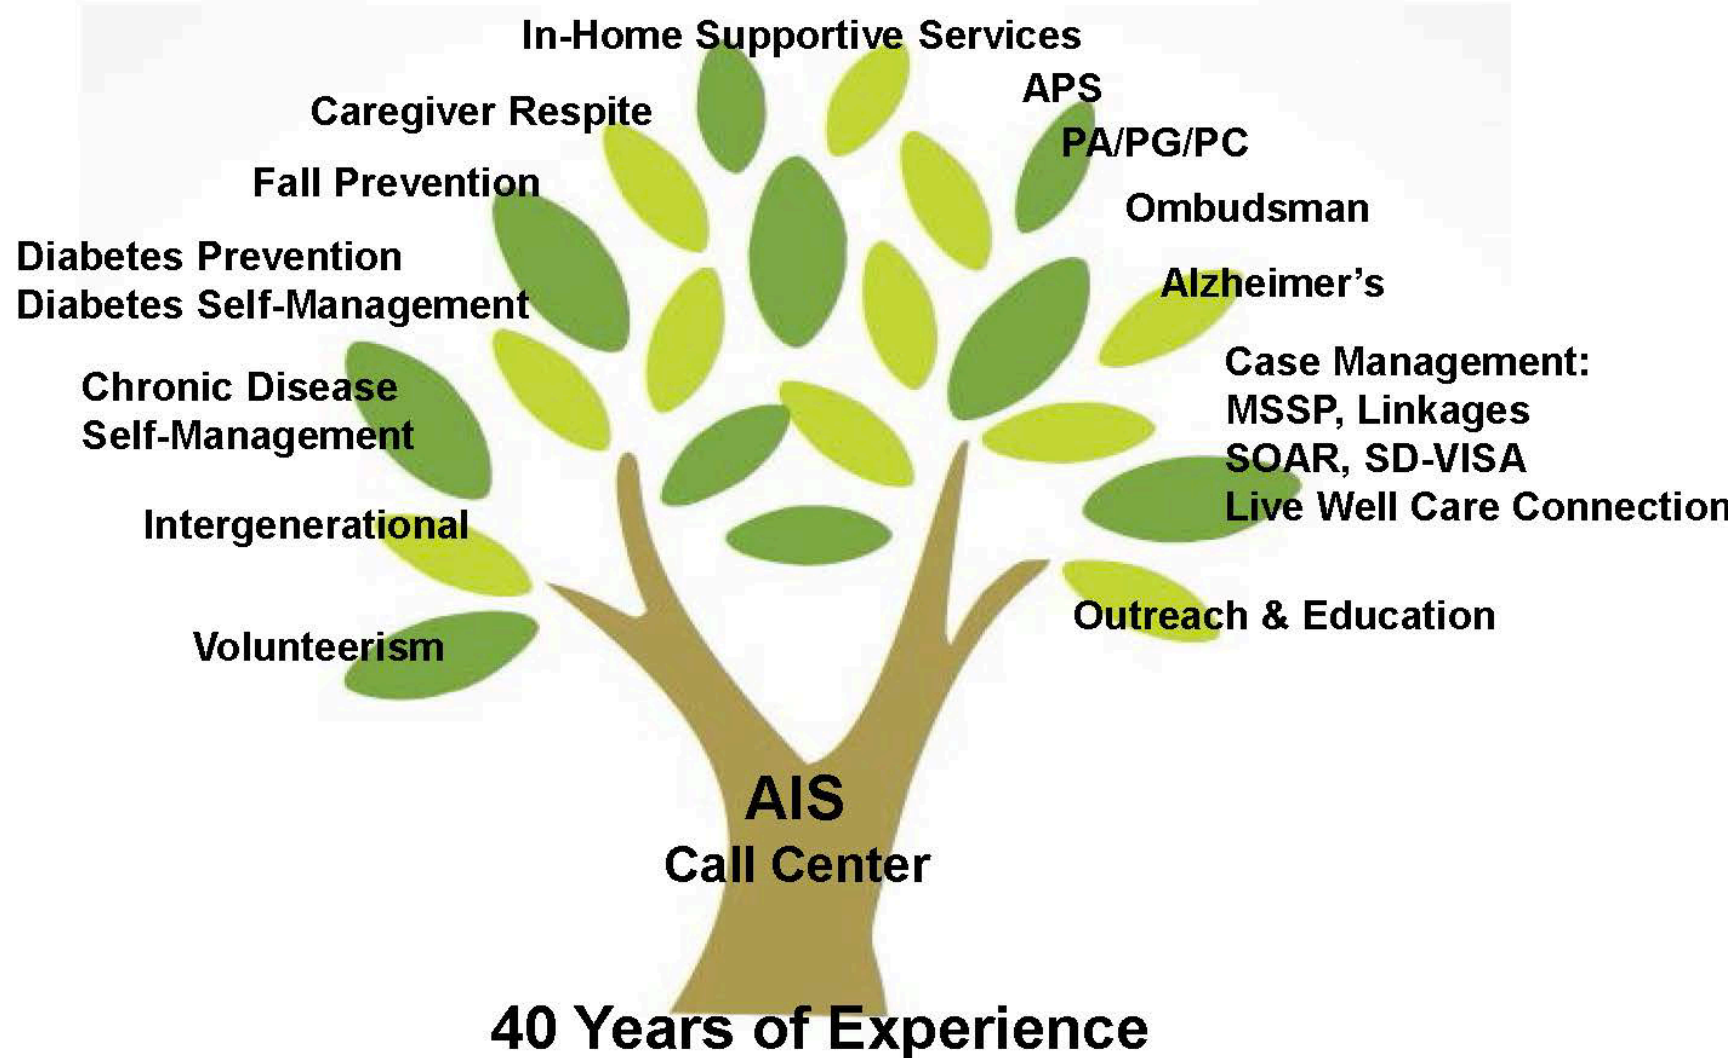 In-Home Supportive Services
APS
Caregiver Respite
PA/PG/PC
Fall Prevention
Ombudsman
Diabetes Prevention
Diabetes Self-Management
Alzheimer’s
Chronic Disease
Self-Management
Case Management:
MSSP, Linkages
SOAR, SD-VISA
Live Well Care Connection
Intergenerational
Outreach & Education
Volunteerism
AIS
Call Center
40 Years of Experience